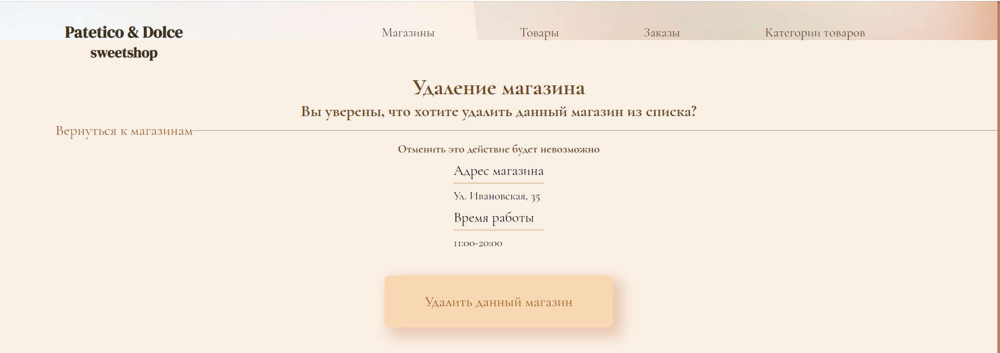 Patetico & Dolce
sweetshop
Магазины
Товары
Заказы
Категории товаров
Удаление магазина
Вы уверены, что хотите удалить данный магазин из списка?
Вернуться к магазинам
Отменить это действие будет невозможно
Адрес магазина
Ул. Ивановская, 35
Время работы
11:00-20:00
Удалить данный магазин